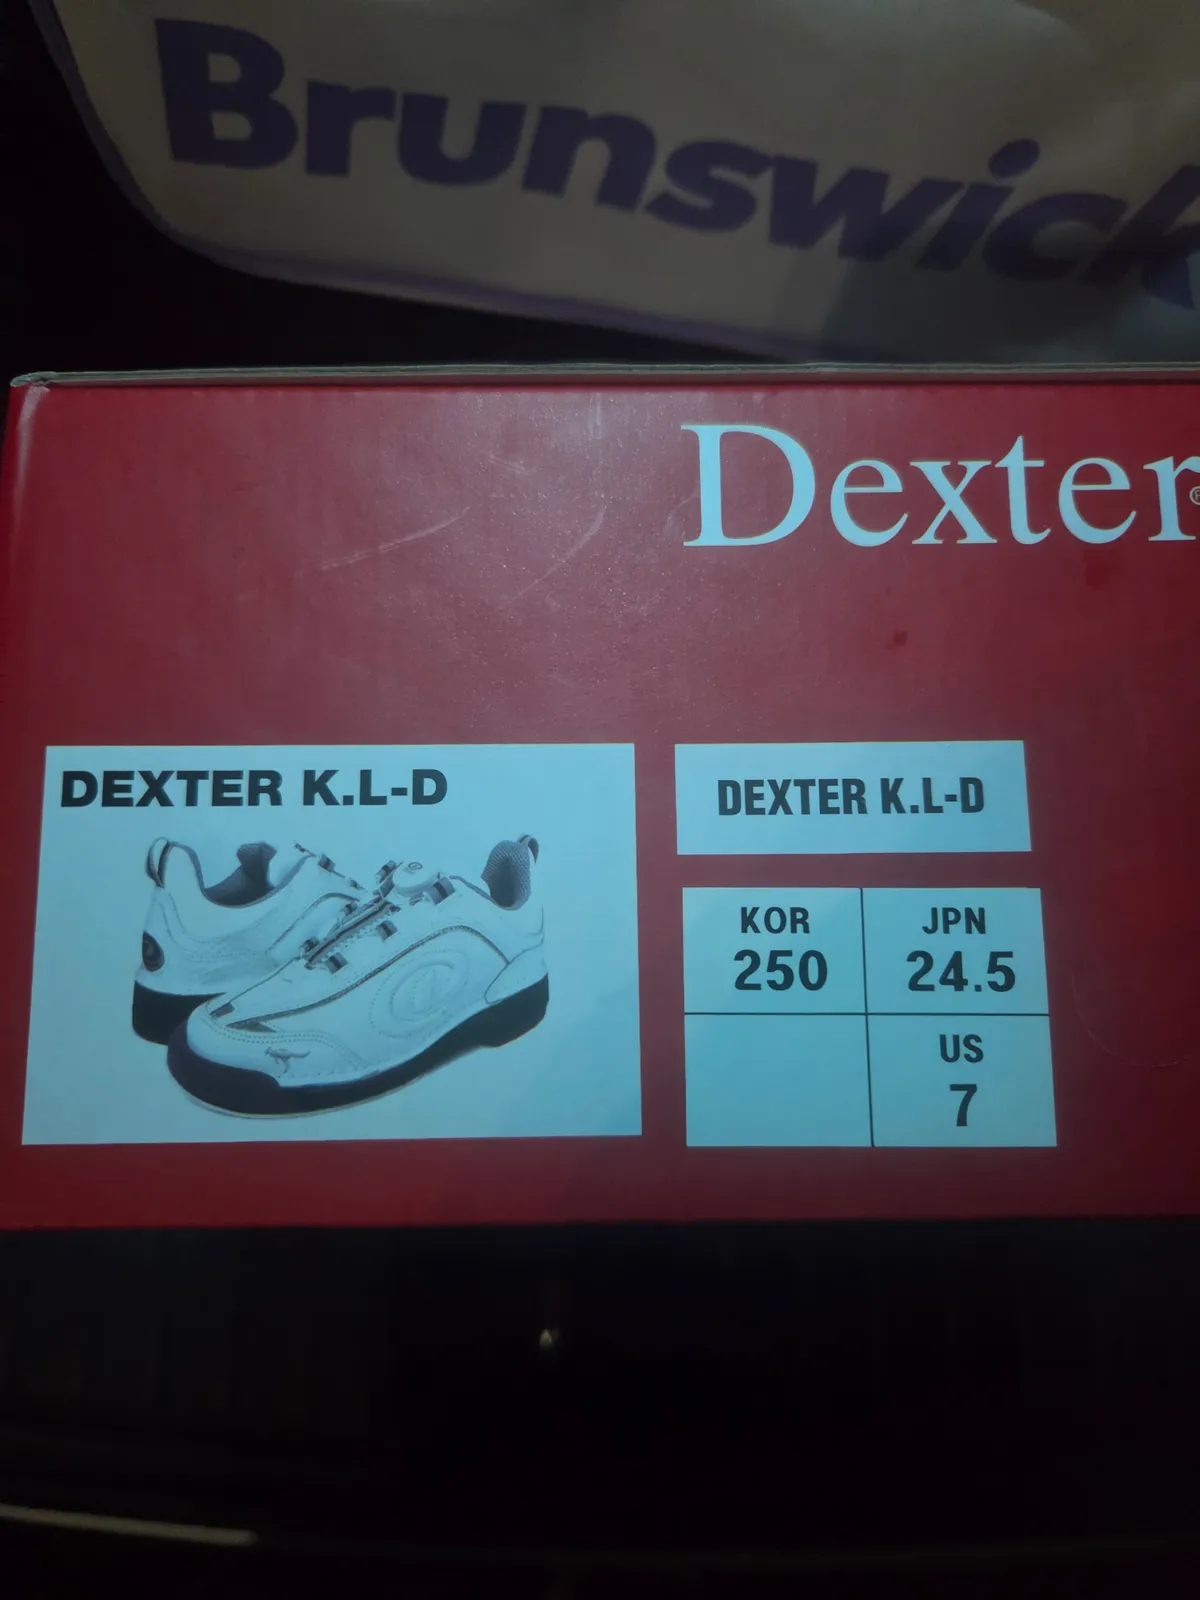 Brunswick
Dexter®
DEXTER K.L-D
DEXTER K.L-D
KOR JPN
250 24.5
US
7